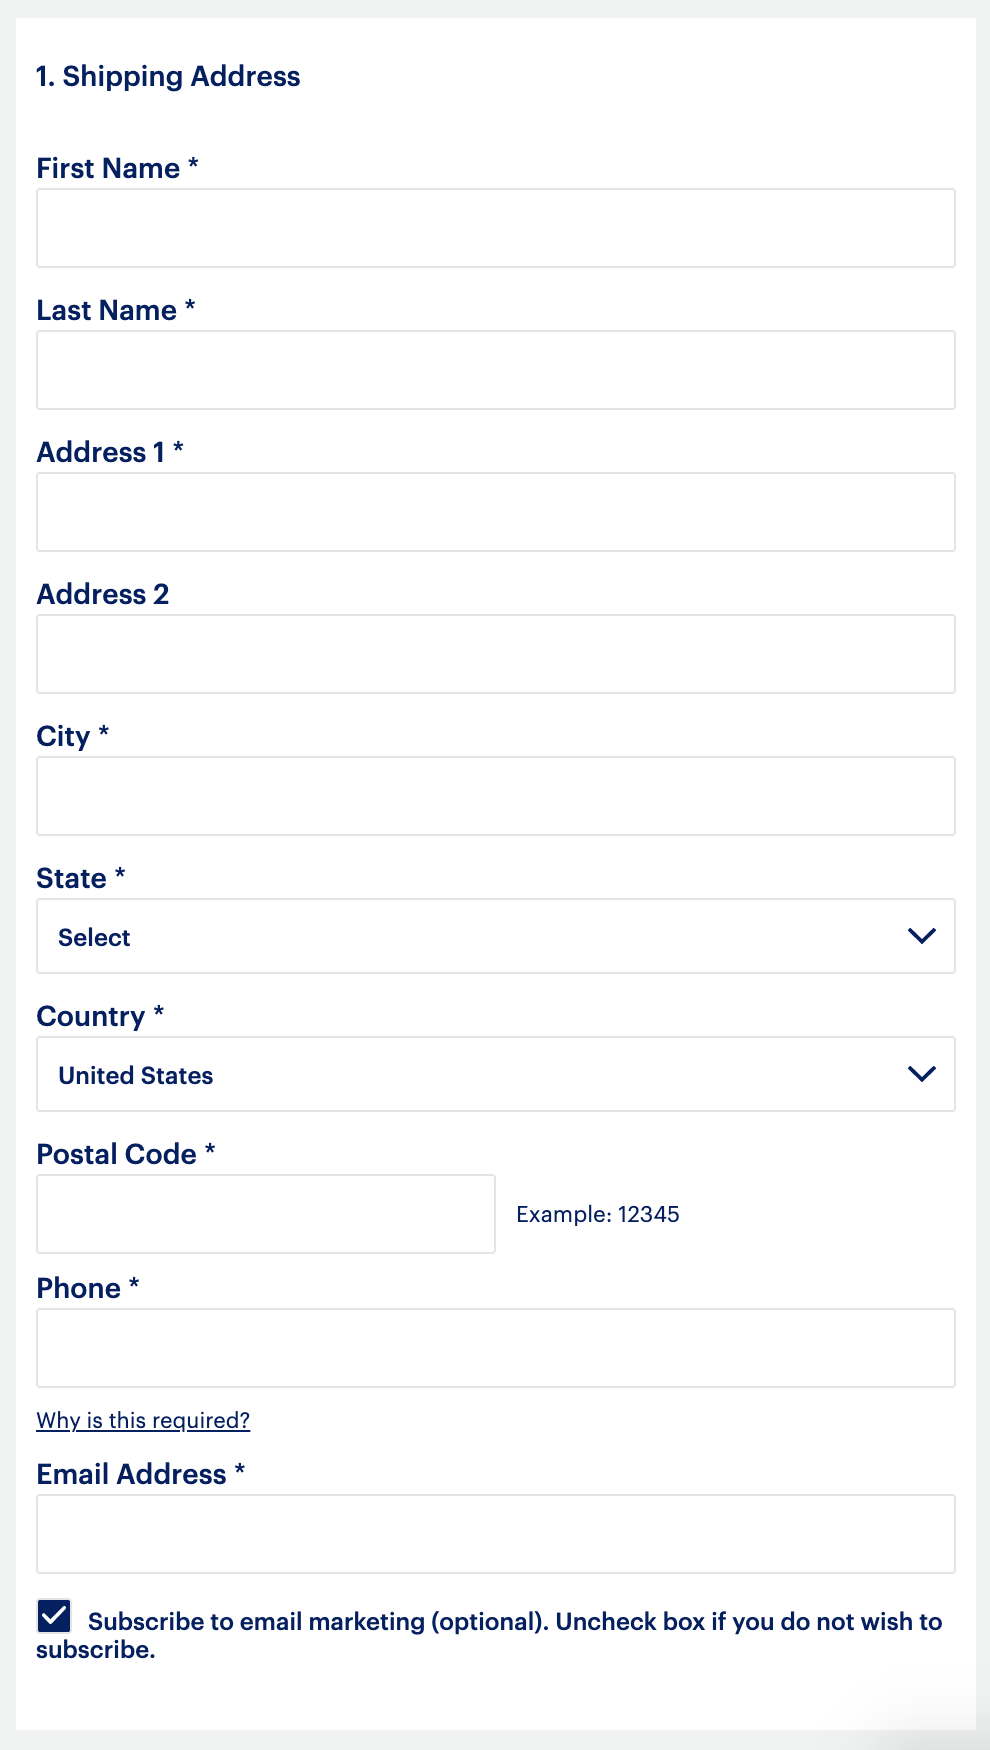 1. Shipping Address
First Name *
Last Name *
Address 1 *
Address 2
City *
State *
Select
Country *
United States
Postal Code *
Example: 12345
Phone *
Why is this required?
Email Address *
Subscribe to email marketing (optional). Uncheck box if you do not wish to
subscribe.